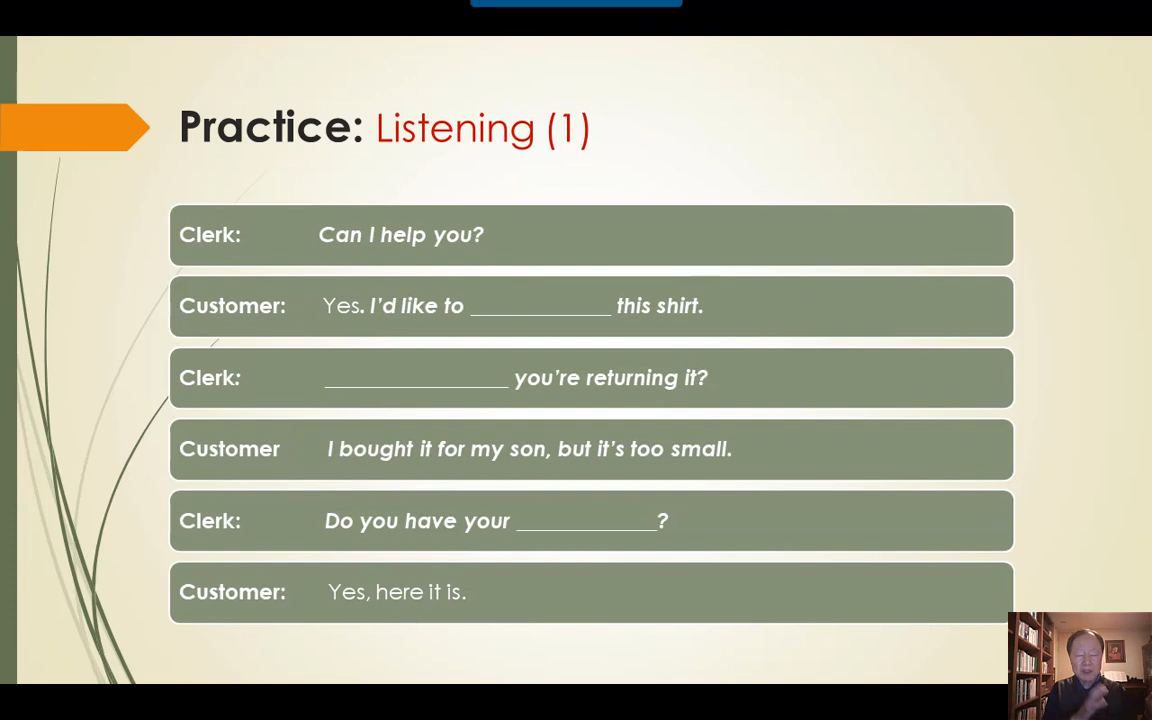 Practice: Listening (1)
Clerk: Can I help you?
Customer: Yes. I'd like to ____________ this shirt.
Clerk: ________________ you're returning it?
Customer I bought it for my son, but it's too small.
Clerk: Do you have your ____________?
Customer: Yes, here it is.